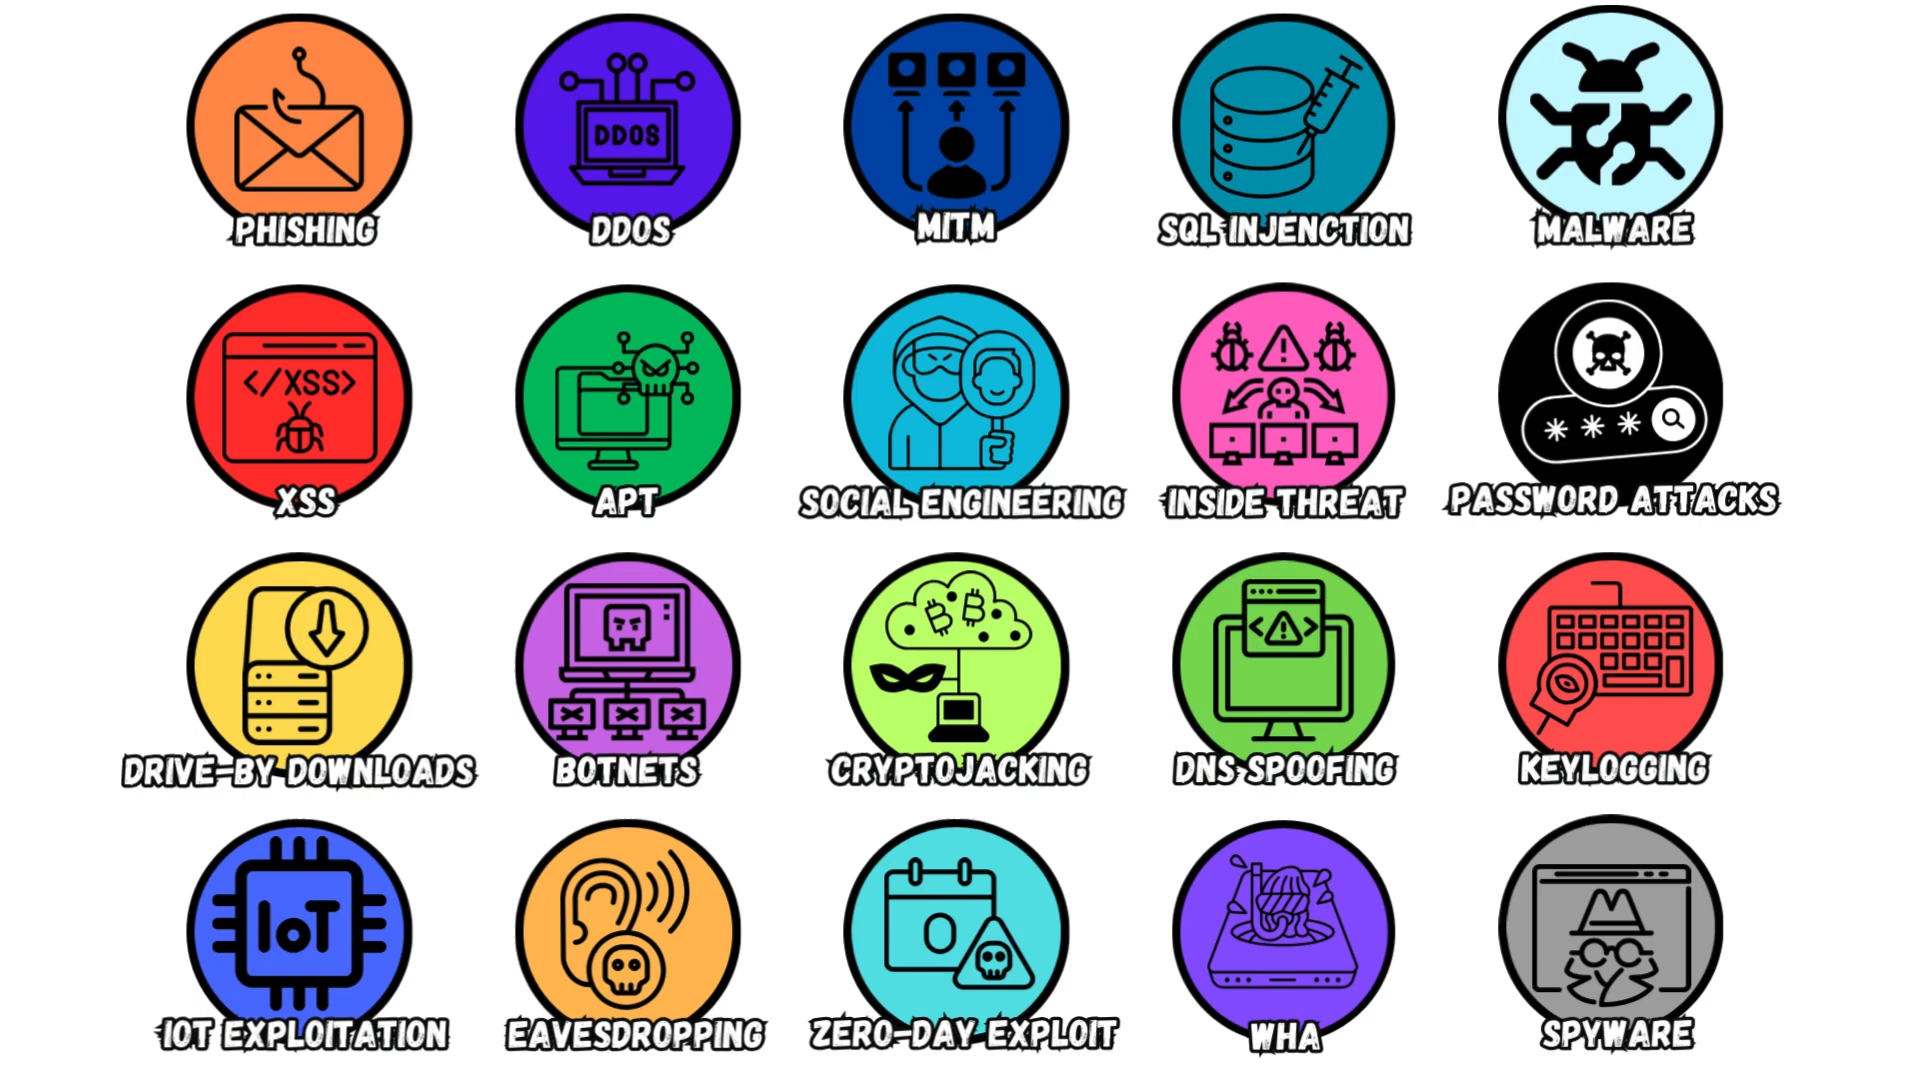 DDOS
PHISHING
DDOS
MITM
SQL INJENCTION
MALWARE
</XSS>
XSS
APT
SOCIAL ENGINEERING
INSIDE THREAT
* * *
PASSWORD ATTACKS
DRIVE-BY DOWNLOADS
BOTNETS
CRYPTOJACKING
DNS SPOOFING
KEYLOGGING
IoT
0
IOT EXPLOITATION
EAVESDROPPING
ZERO-DAY EXPLOIT
WHA
SPYWARE